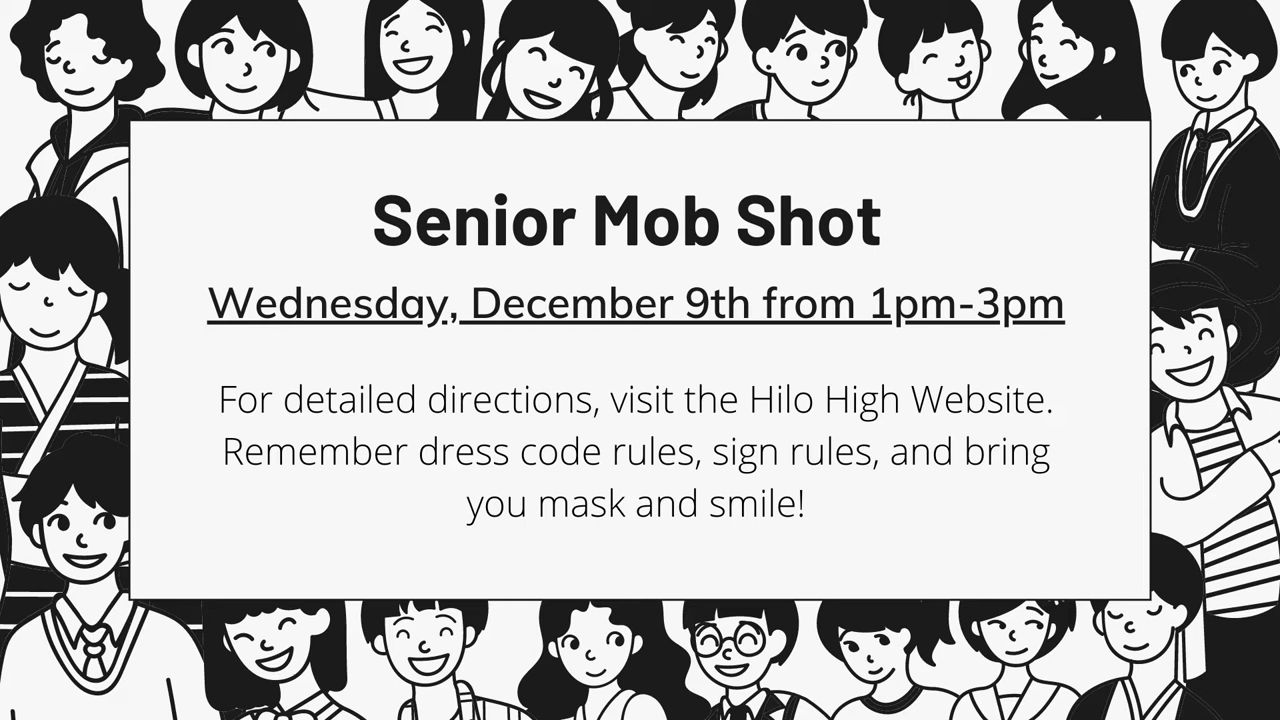 Senior Mob Shot
Wednesday, December 9th from 1pm-3pm
For detailed directions, visit the Hilo High Website.
Remember dress code rules, sign rules, and bring
you mask and smile!